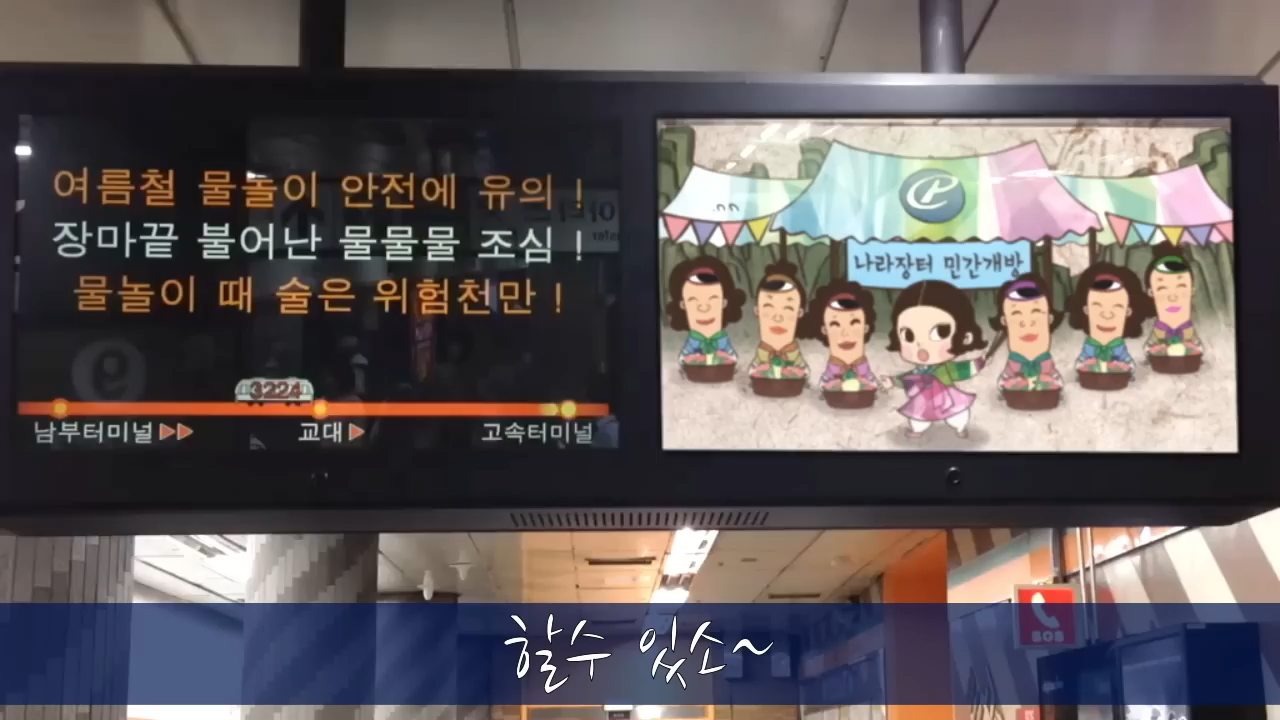 여름철 물놀이 안전에 유의 !
장마끝 불어난 물물물 조심 !
물놀이 때 술은 위험천만 !
3224
남부터미널 교대 고속터미널
나라장터 민간개방
SOS
할수 있소~